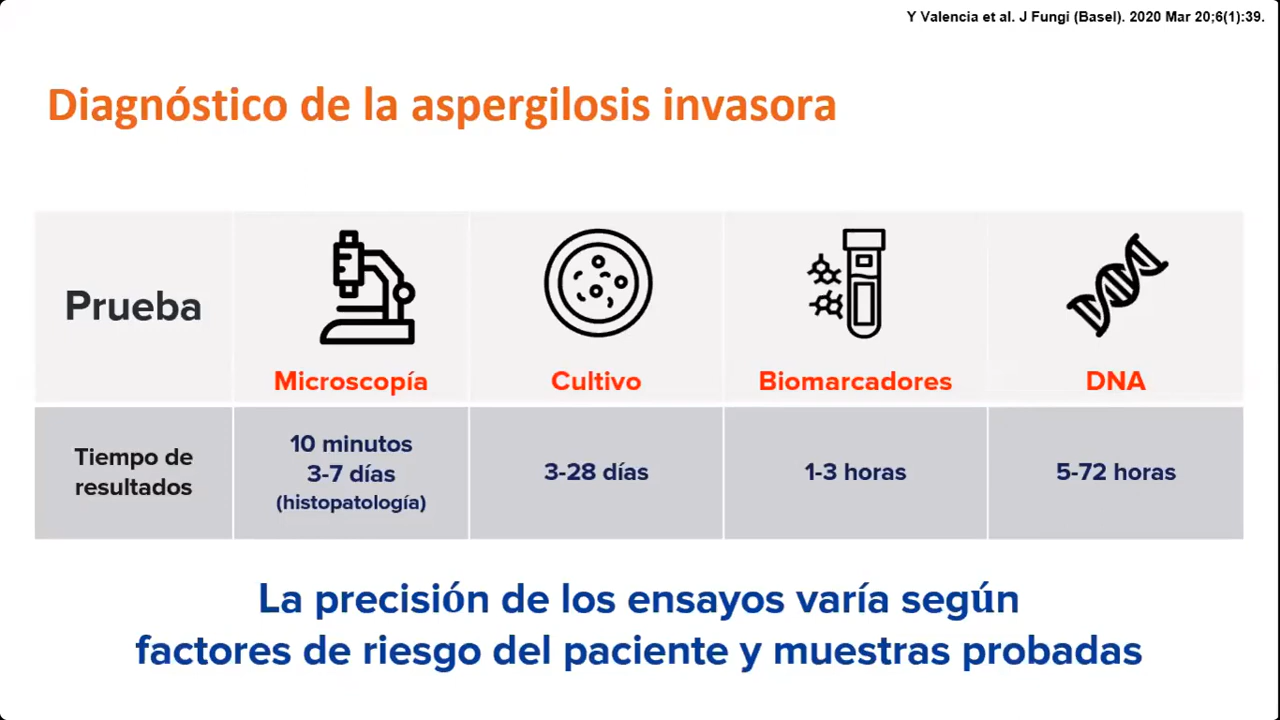 Y Valencia et al. J Fungi (Basel). 2020 Mar 20;6(1):39.
Diagnóstico de la aspergilosis invasora
Prueba
Microscopía
Cultivo
Biomarcadores
DNA
Tiempo de
resultados
10 minutos
3-7 días
(histopatología)
3-28 días
1-3 horas
5-72 horas
La precisión de los ensayos varía según
factores de riesgo del paciente y muestras probadas